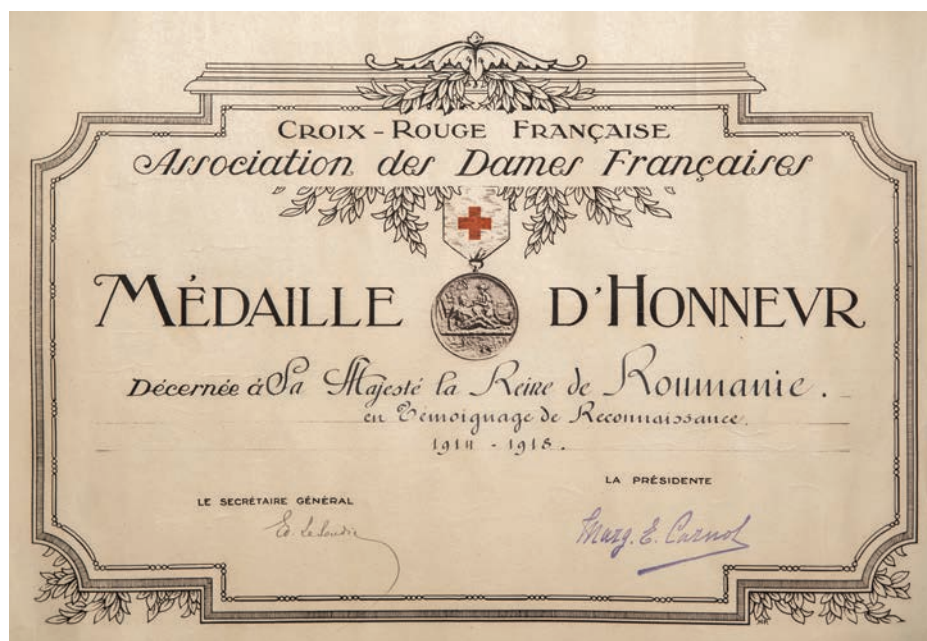 CROIX-ROUGE FRANÇAISE
Association des Dames Françaises
MÉDAILLE D'HONNEVR
Décernée à Sa Majesté la Reine de Roumanie.
en Témoignage de Reconnaissance.
1914 - 1918.
LA PRÉSIDENTE
LE SECRÉTAIRE GÉNÉRAL
Marg. E. Carnot